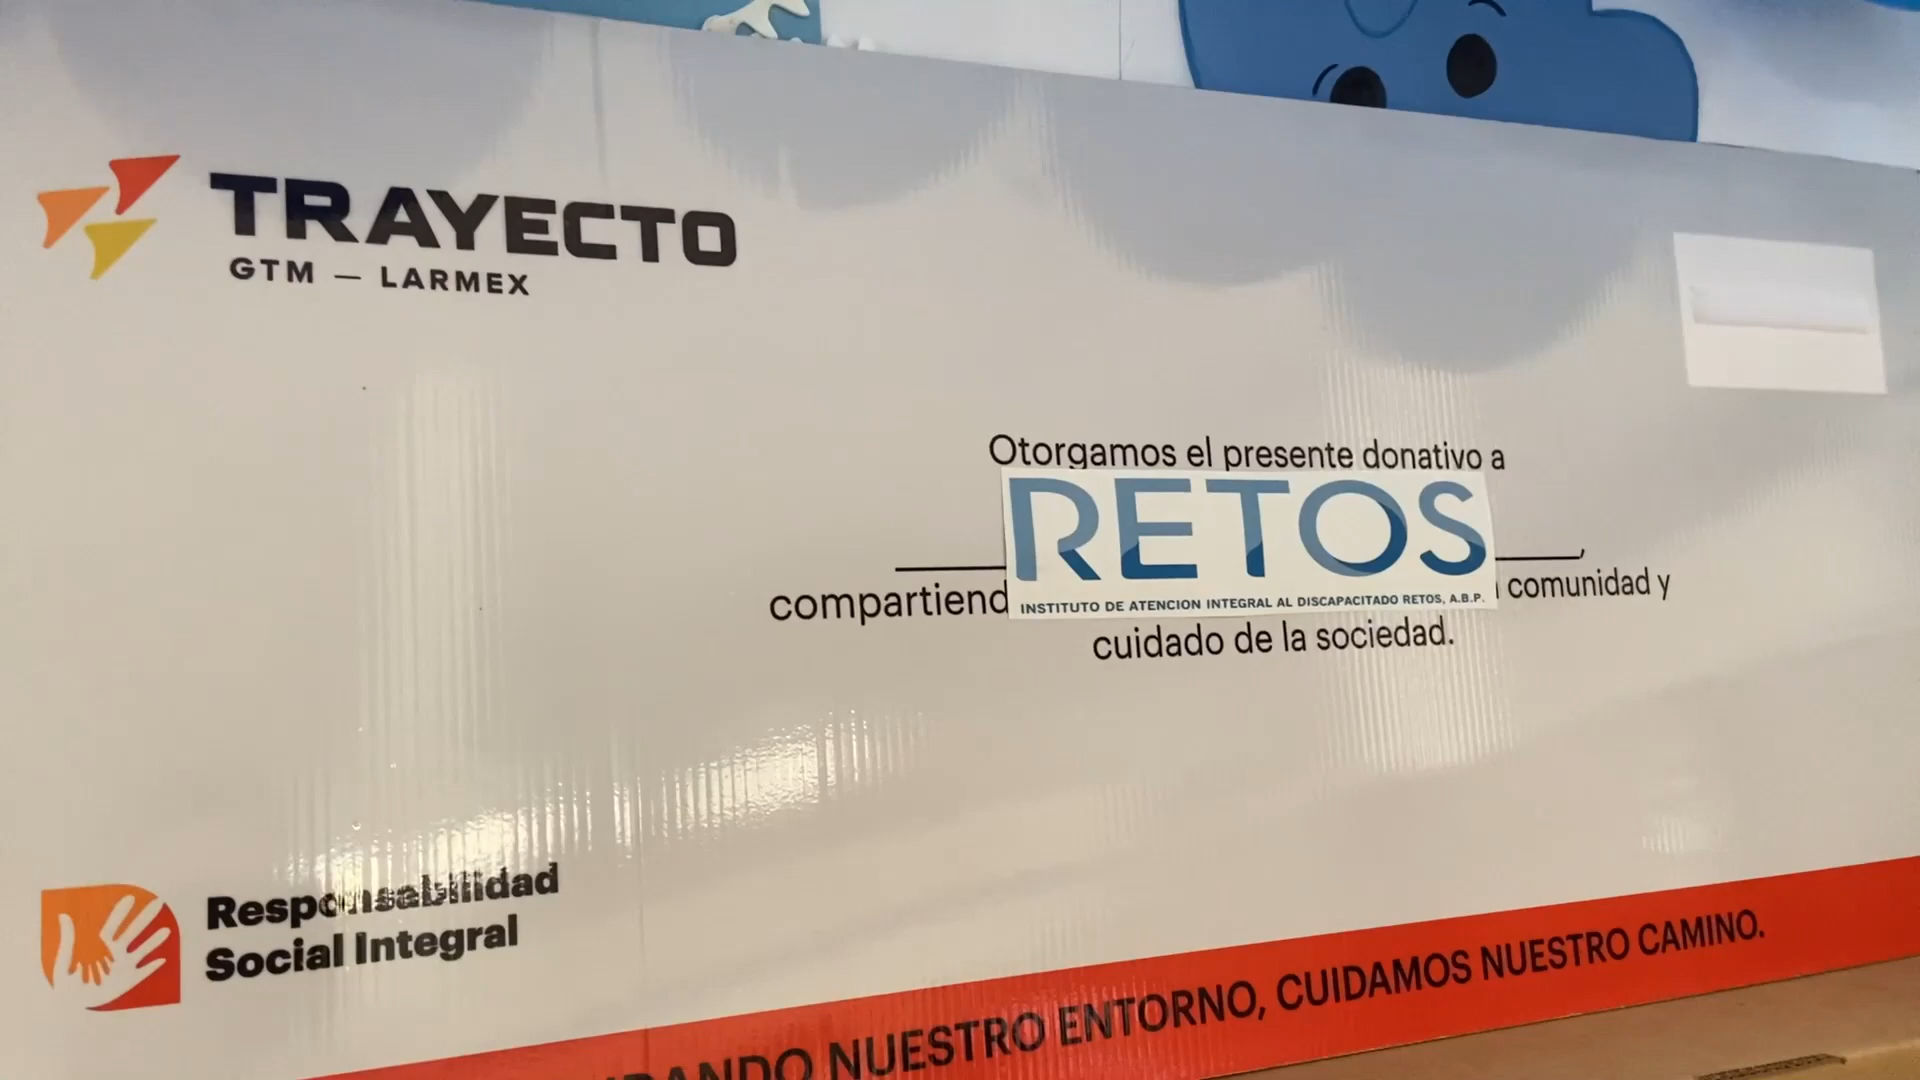 TRAYECTO
GTM — LARMEX
Otorgamos el presente donativo a
RETOS
INSTITUTO DE ATENCION INTEGRAL AL DISCAPACITADO RETOS, A.B.P.
comunidad y
cuidado de la sociedad.
Responsabilidad
Social Integral
NUESTRO ENTORNO, CUIDAMOS NUESTRO CAMINO.